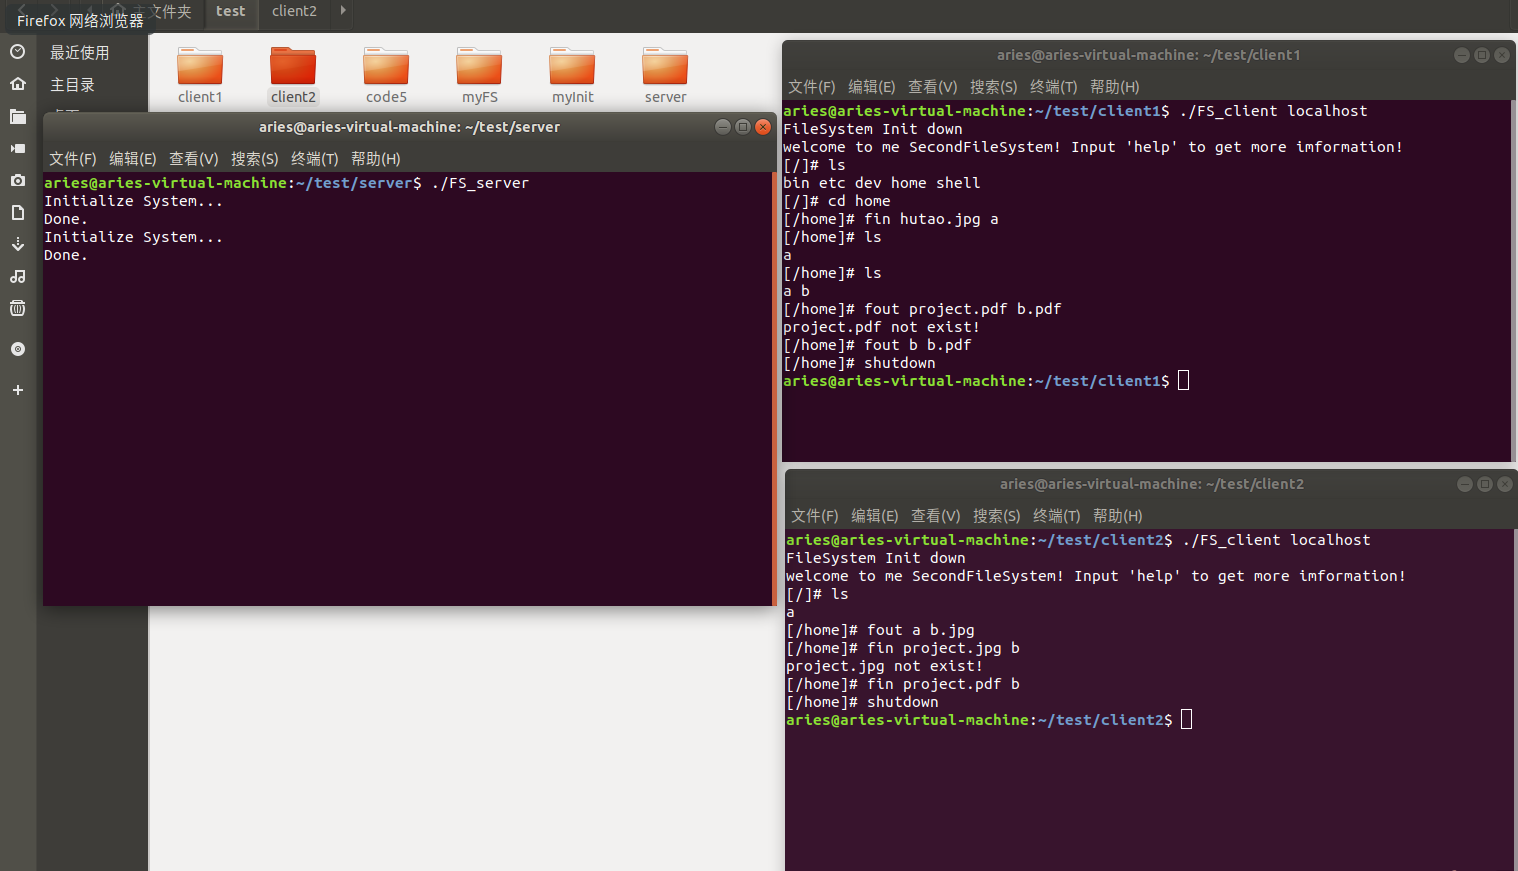 Firefox 网络浏览器
主文件夹 test client2
最近使用
主目录
client1 client2 code5 myFS myInit server
aries@aries-virtual-machine: ~/test/server
文件(F) 编辑(E) 查看(V) 搜索(S) 终端(T) 帮助(H)
aries@aries-virtual-machine:~/test/server$ ./FS_server
Initialize System...
Done.
Initialize System...
Done.
aries@aries-virtual-machine: ~/test/client1
文件(F) 编辑(E) 查看(V) 搜索(S) 终端(T) 帮助(H)
aries@aries-virtual-machine:~/test/client1$ ./FS_client localhost
FileSystem Init down
welcome to me SecondFileSystem! Input 'help' to get more imformation!
[/]# ls
bin etc dev home shell
[/]# cd home
[/home]# fin hutao.jpg a
[/home]# ls
a
[/home]# ls
a b
[/home]# fout project.pdf b.pdf
project.pdf not exist!
[/home]# fout b b.pdf
[/home]# shutdown
aries@aries-virtual-machine:~/test/client1$
aries@aries-virtual-machine: ~/test/client2
文件(F) 编辑(E) 查看(V) 搜索(S) 终端(T) 帮助(H)
aries@aries-virtual-machine:~/test/client2$ ./FS_client localhost
FileSystem Init down
welcome to me SecondFileSystem! Input 'help' to get more imformation!
[/]# ls
a
[/home]# fout a b.jpg
[/home]# fin project.jpg b
project.jpg not exist!
[/home]# fin project.pdf b
[/home]# shutdown
aries@aries-virtual-machine:~/test/client2$